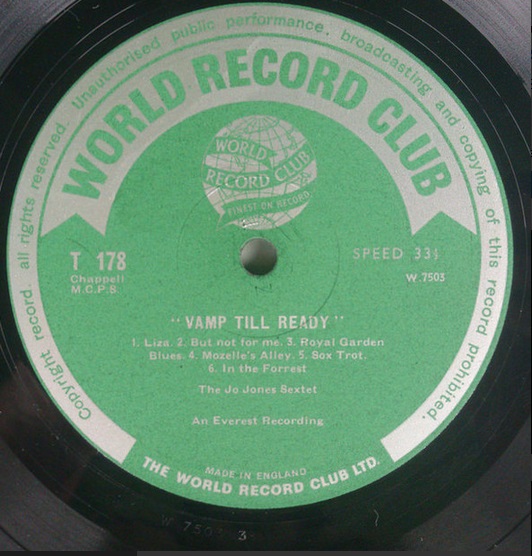 Copyright record. all rights reserved. Unauthorised public performance, broadcasting and copying of this record prohibited.
WORLD RECORD CLUB
WORLD
RECORD CLUB
FINEST ON RECORD
T 178
Chappell
M.C.P.S.
SPEED 33⅓
W.7503
"VAMP TILL READY"
1. Liza. 2. But not for me. 3. Royal Garden
Blues. 4. Mozelle's Alley. 5. Sox Trot.
6. In the Forrest
The Jo Jones Sextet
An Everest Recording
MADE IN ENGLAND
THE WORLD RECORD CLUB LTD.
W 7503
3